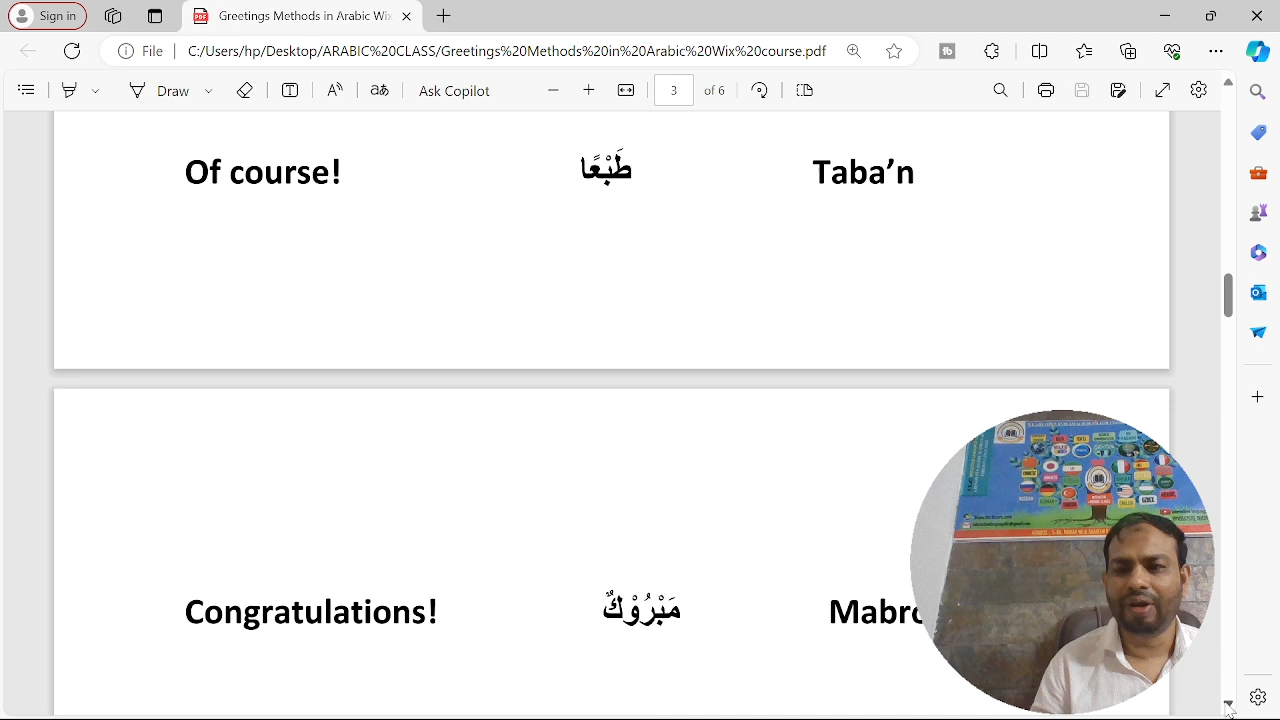 Sign in
Greetings Methods in Arabic Wi
File
C:/Users/hp/Desktop/ARABIC%20CLASS/Greetings%20Methods%20in%20Arabic%20Wix%20course.pdf
Draw
Ask Copilot
3 of 6
Of course! طَبْعًا Taba’n
Congratulations! مَبْرُوْكٌ Mabro